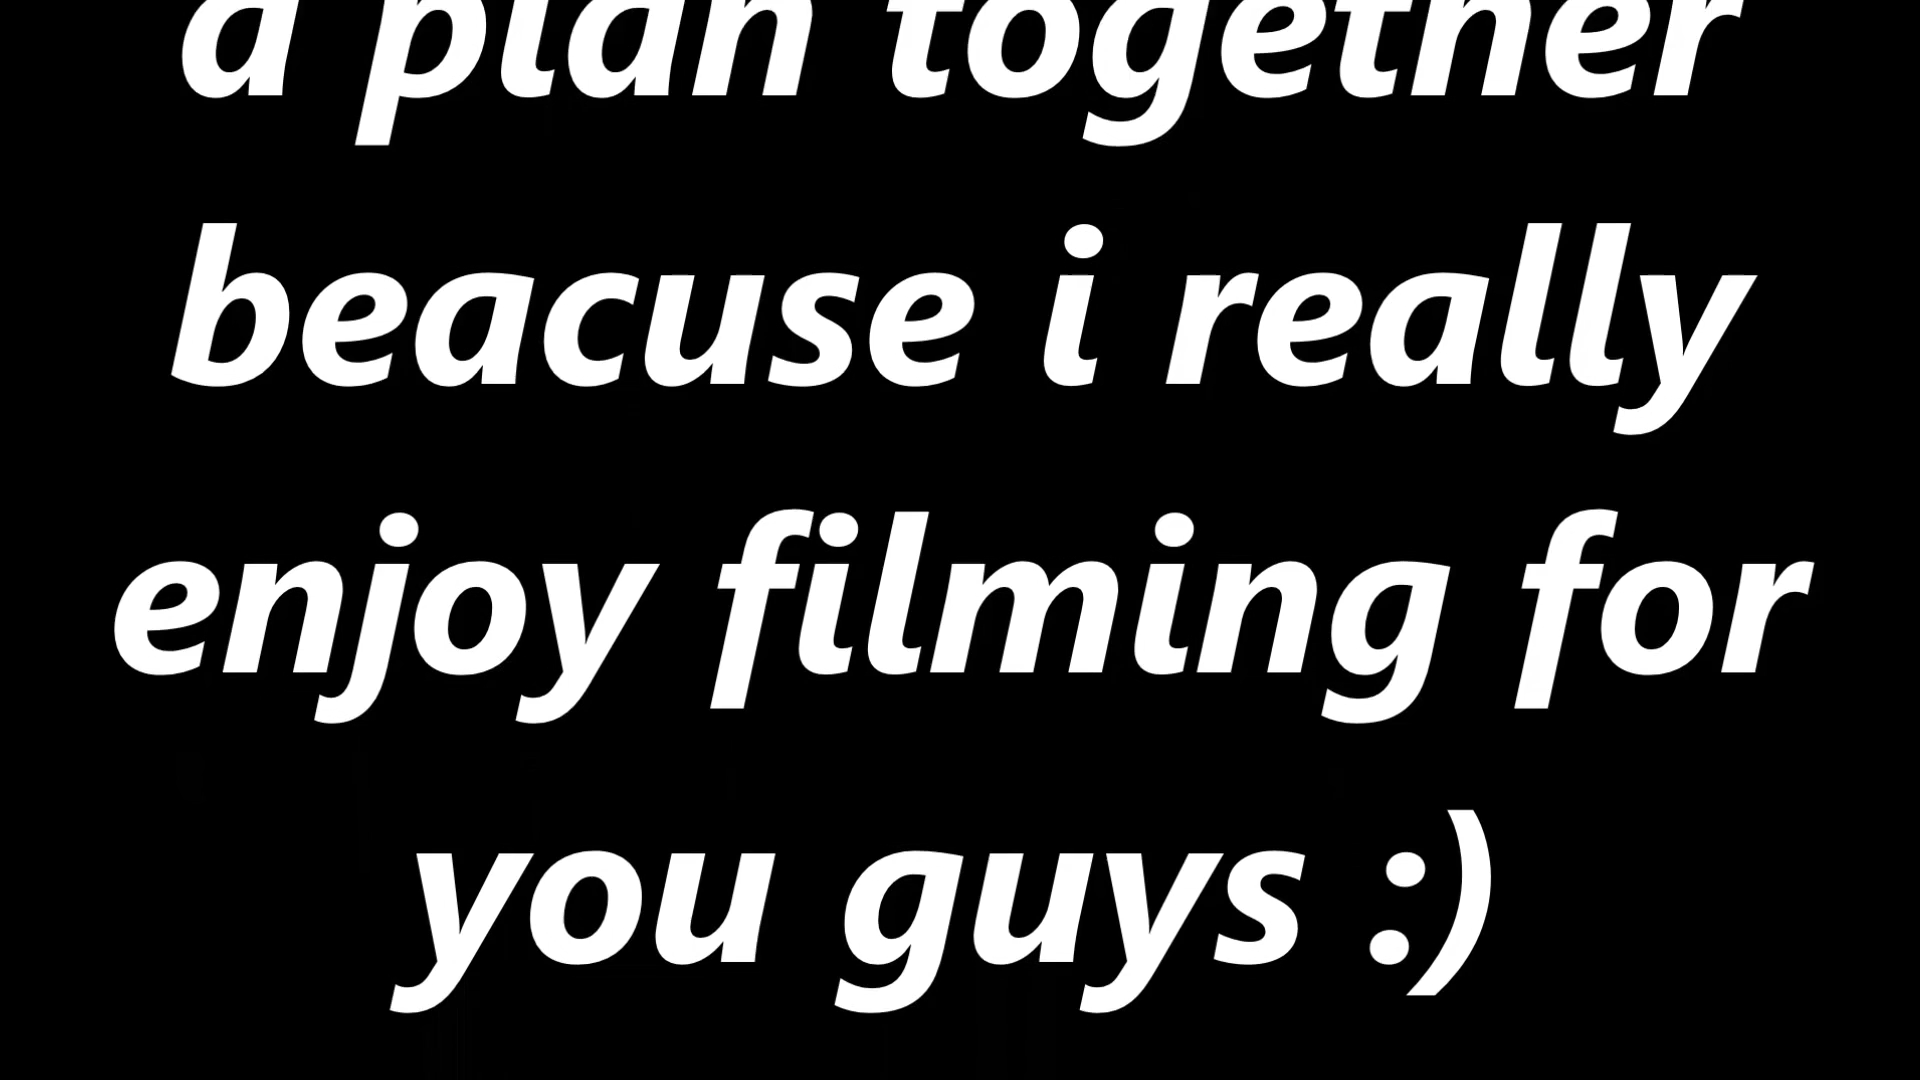 a plan together
beacuse i really
enjoy filming for
you guys :)